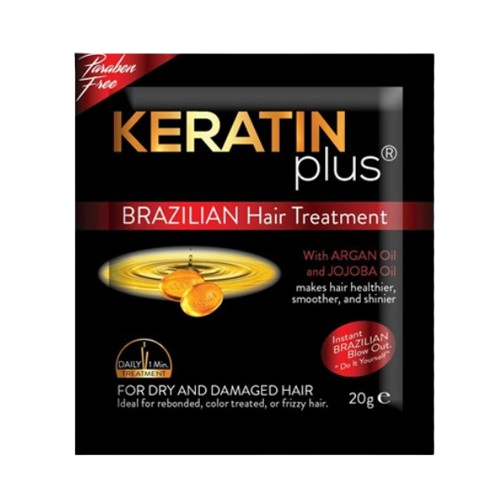 Paraben
Free
KERATIN
plus®
BRAZILIAN Hair Treatment
With ARGAN Oil
and JOJOBA Oil
makes hair healthier,
smoother, and shinier
Instant
BRAZILIAN
Blow Out.
"Do It Yourself"
DAILY 1 Min.
TREATMENT
FOR DRY AND DAMAGED HAIR
Ideal for rebonded, color treated, or frizzy hair.
20g e